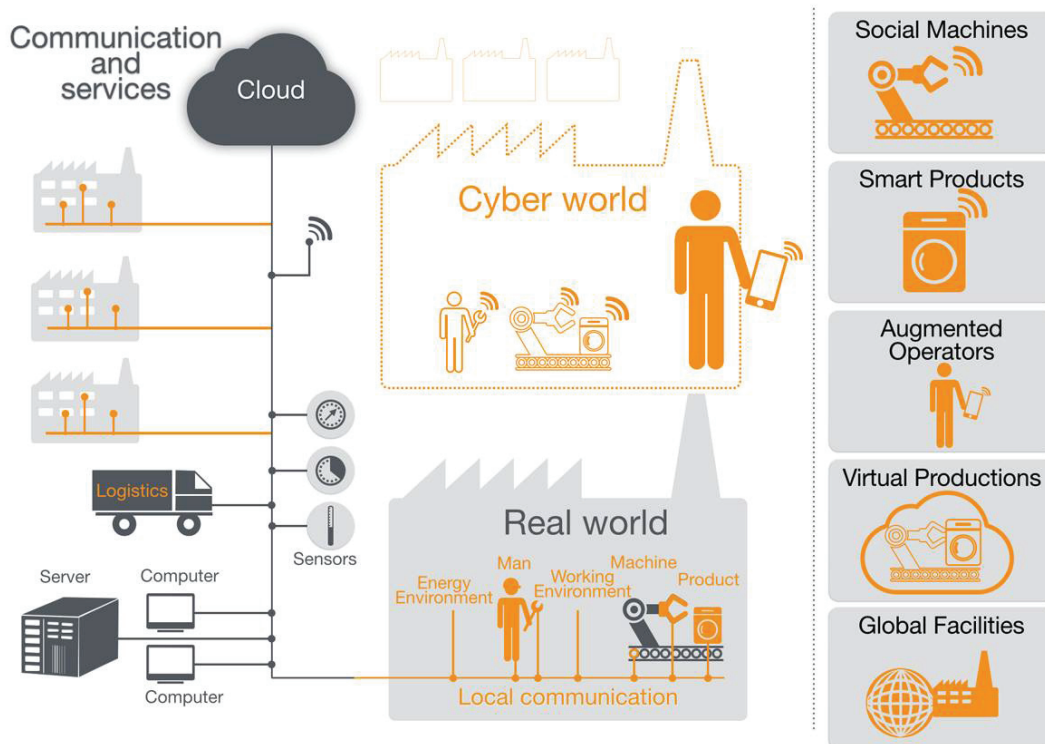 Communication
and
services
Cloud
Cyber world
Logistics
Sensors
Server
Computer
Computer
Real world
Energy
Environment
Man
Working
Environment
Machine
Product
Local communication
Social Machines
Smart Products
Augmented
Operators
Virtual Productions
Global Facilities